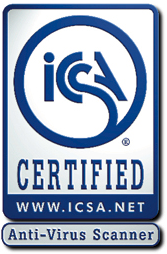 ICSA
®
CERTIFIED
WWW.ICSA.NET
Anti-Virus Scanner